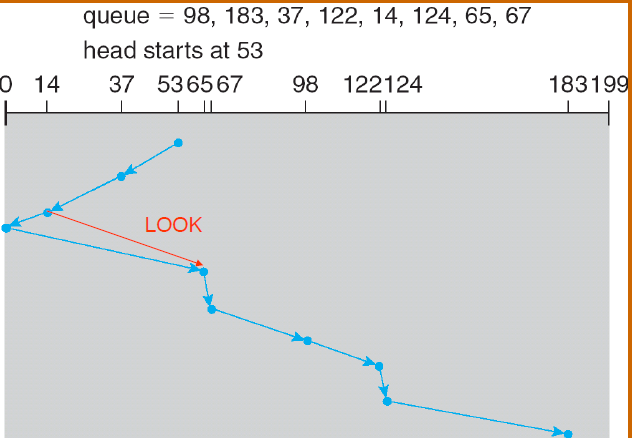 queue = 98, 183, 37, 122, 14, 124, 65, 67
head starts at 53
0 14 37 53 65 67 98 122 124 183 199
LOOK